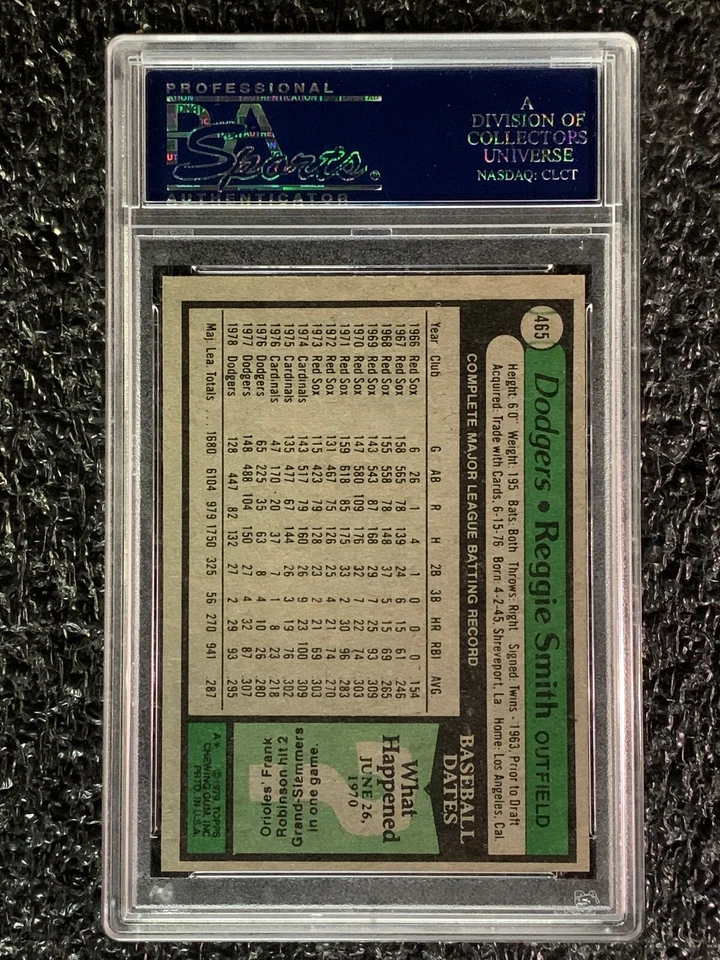 PROFESSIONAL
PSA
Sports®
AUTHENTICATOR
A
DIVISION OF
COLLECTORS
UNIVERSE
NASDAQ: CLCT
465
Dodgers • Reggie Smith OUTFIELD
Height: 6'0" Weight: 195 Bats: Both Throws: Right Signed: Twins - 1963, Prior to Draft
Acquired: Trade with Cards, 6-15-76 Born: 4-2-45, Shreveport, La Home: Los Angeles, Cal.
COMPLETE MAJOR LEAGUE BATTING RECORD
Year Club G AB R H 2B 3B HR RBI AVG.
1966 Red Sox 6 26 1 4 1 0 0 0 .154
1967 Red Sox 158 565 78 139 24 6 15 61 .246
1968 Red Sox 155 558 78 148 37 5 15 69 .265
1969 Red Sox 143 543 87 168 29 7 25 93 .309
1970 Red Sox 147 580 109 176 32 7 22 74 .303
1971 Red Sox 159 618 85 175 33 2 30 96 .283
1972 Red Sox 131 467 75 126 25 4 21 74 .270
1973 Red Sox 115 423 79 128 23 2 21 69 .303
1974 Cardinals 143 517 79 160 26 9 23 100 .309
1975 Cardinals 135 477 67 144 26 3 19 76 .302
1976 Cardinals 47 170 20 37 7 1 8 23 .218
1976 Dodgers 65 225 35 63 8 4 10 26 .280
1977 Dodgers 148 488 104 150 27 4 32 87 .307
1978 Dodgers 128 447 82 132 27 2 29 93 .295
Maj. Lea. Totals ... 1680 6104 979 1750 325 56 270 941 .287
BASEBALL
DATES
What
Happened
JUNE 26,
1970
?
Orioles' Frank
Robinson hit 2
Grand-Slammers
in one game.
A* © 1979, TOPPS
CHEWING GUM, INC
PRTD. IN U.S.A.